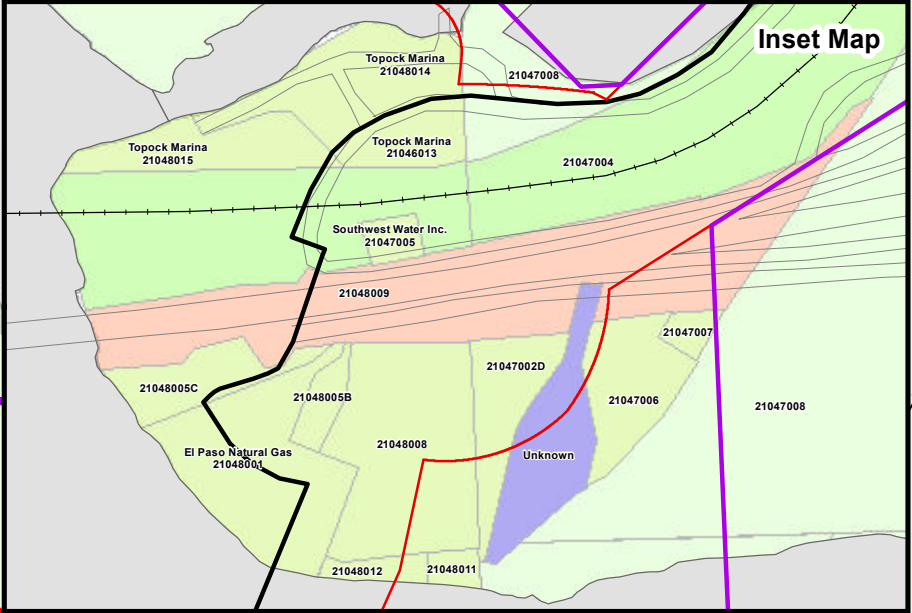 Inset Map
Topock Marina
21048014
21047008
Topock Marina
21048015
Topock Marina
21046013
21047004
Southwest Water Inc.
21047005
21048009
21047007
21047002D
21048005C
21048005B
21047006
21047008
21048008
El Paso Natural Gas
21048001
Unknown
21048012
21048011